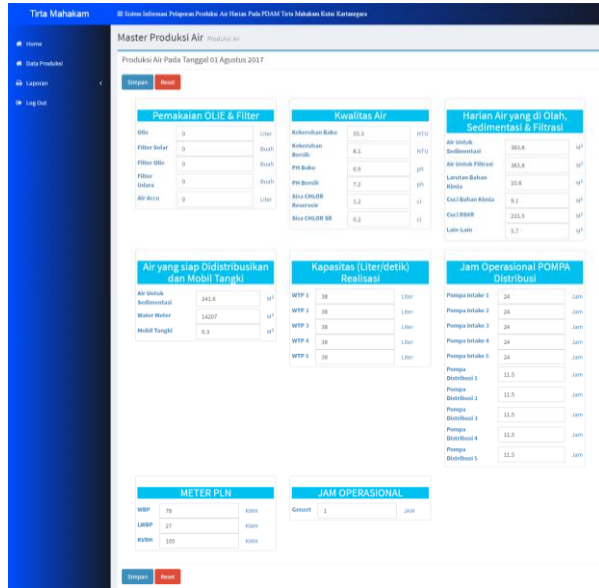 Tirta Mahakam
Sistem Informasi Pelaporan Produksi Air Harian Pada PDAM Tirta Mahakam Kutai Kartanegara
Home
Data Produksi
Laporan
Log Out
Master Produksi Air Produksi Air
Produksi Air Pada Tanggal 01 Agustus 2017
Simpan Reset
Pemakaian OLIE & Filter
Olie 0 Liter
Filter Solar 0 Buah
Filter Olie 0 Buah
Filter Udara 0 Buah
Air Accu 0 Liter
Kwalitas Air
Kekeruhan Baku 55.3 NTU
Kekeruhan Bersih 8.2 NTU
PH Baku 6.9 ph
PH Bersih 7.2 ph
Sisa CHLOR Reservoir 1.2 cl
Sisa CHLOR SR 0.2 cl
Harian Air yang di Olah, Sedimentasi & Filtrasi
Air Untuk Sedimentasi 383.8 M³
Air Untuk Filtrasi 383.8 M³
Larutan Bahan Kimia 10.8 M³
Cuci Bahan Kimia 9.1 M³
Cuci 231.5 M³
Lain-Lain 5.7 M³
Air yang siap Didistribusikan dan Mobil Tangki
Air Untuk Sedimentasi 241.6 M³
Water Meter 14207 M³
Mobil Tangki 6.3 M³
Kapasitas (Liter/detik) Realisasi
WTP 1 38 Liter
WTP 2 38 Liter
WTP 3 38 Liter
WTP 4 38 Liter
WTP 5 38 Liter
Jam Operasional POMPA Distribusi
Pompa Intake 1 24 Jam
Pompa Intake 2 24 Jam
Pompa Intake 3 24 Jam
Pompa Intake 4 24 Jam
Pompa Intake 5 24 Jam
Pompa Distribusi 1 11.5 Jam
Pompa Distribusi 2 11.5 Jam
Pompa Distribusi 3 11.5 Jam
Pompa Distribusi 4 11.5 Jam
Pompa Distribusi 5 11.5 Jam
METER PLN
WBP 78 KWH
LWBP 27 KWH
KVRH 105 KWH
JAM OPERASIONAL
Genset 1 JAM
Simpan Reset